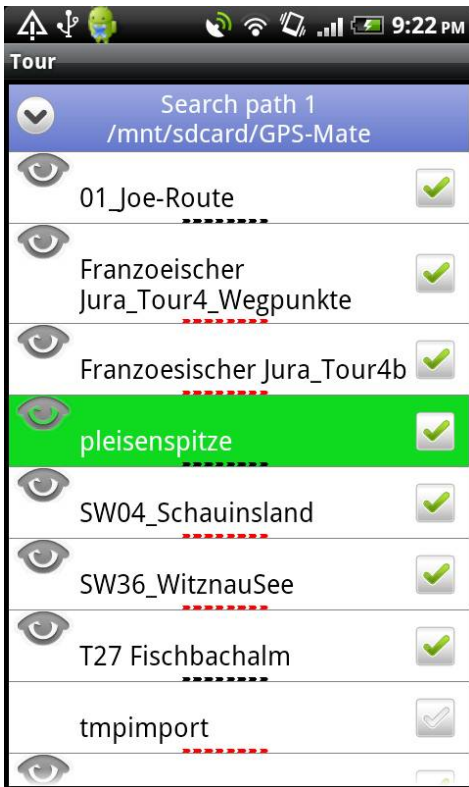 9:22 PM
Tour
Search path 1
/mnt/sdcard/GPS-Mate
01_Joe-Route
Franzoeischer
Jura_Tour4_Wegpunkte
Franzoesischer Jura_Tour4b
pleisenspitze
SW04_Schauinsland
SW36_WitznauSee
T27 Fischbachalm
tmpimport